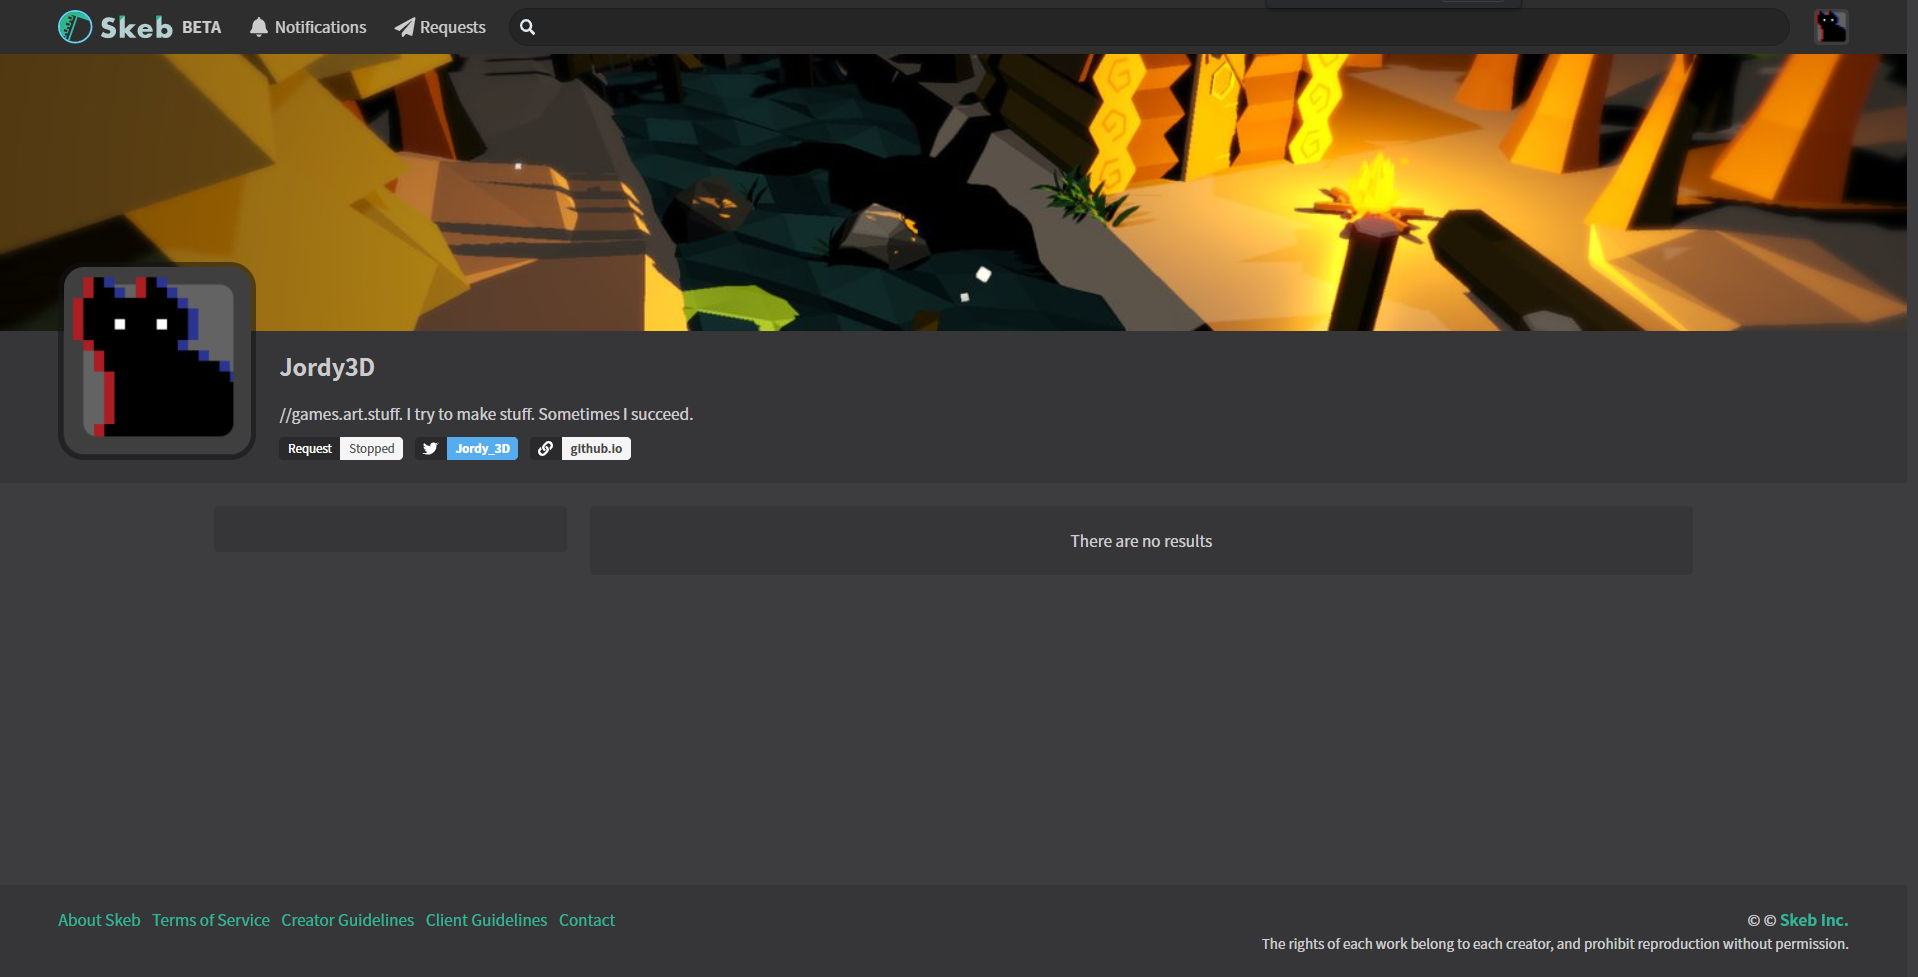 Skeb BETA Notifications Requests
Jordy3D
//games.art.stuff. I try to make stuff. Sometimes I succeed.
Request Stopped Jordy_3D github.io
There are no results
About Skeb Terms of Service Creator Guidelines Client Guidelines Contact
© © Skeb Inc.
The rights of each work belong to each creator, and prohibit reproduction without permission.